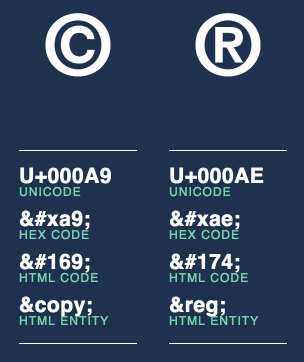 © ®
U+000A9 U+000AE
UNICODE UNICODE
&#xa9; &#xae;
HEX CODE HEX CODE
&#169; &#174;
HTML CODE HTML CODE
&copy; &reg;
HTML ENTITY HTML ENTITY